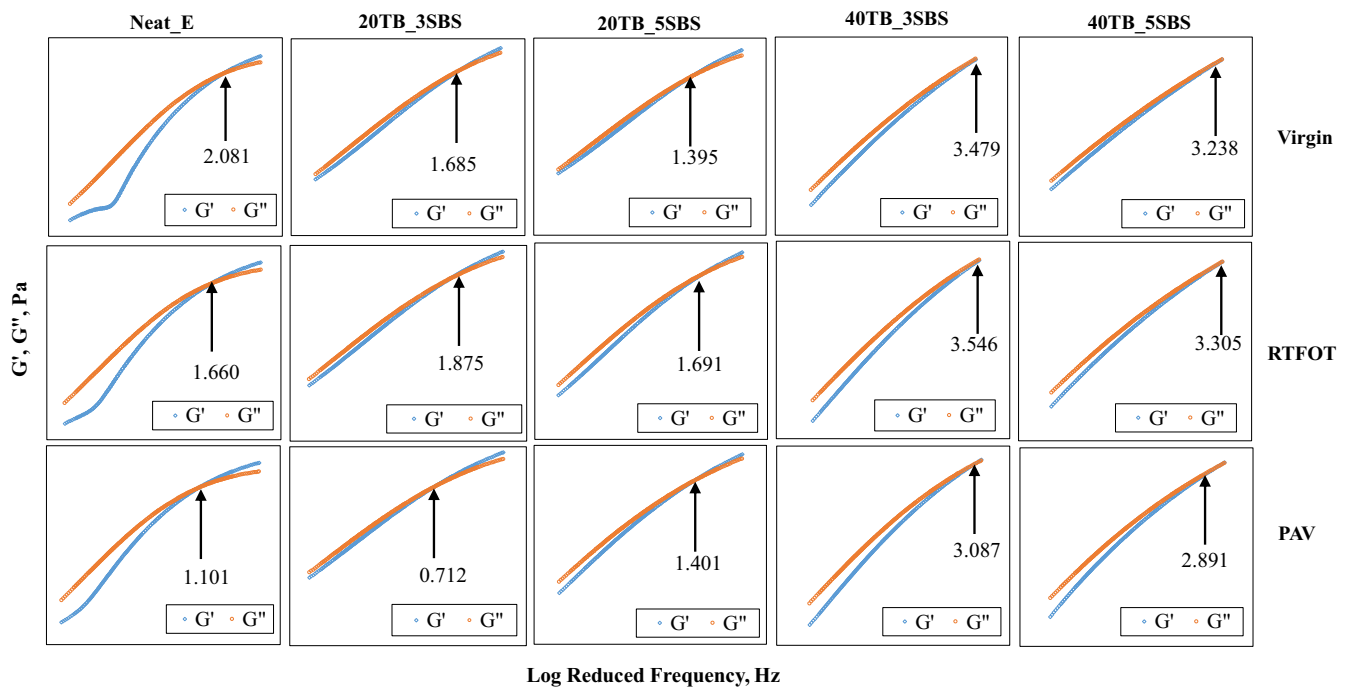 Neat_E 20TB_3SBS 20TB_5SBS 40TB_3SBS 40TB_5SBS
2.081 1.685 1.395 3.479 3.238 Virgin
G' G" G' G" G' G" G' G" G' G"
G', G", Pa
1.660 1.875 1.691 3.546 3.305 RTFOT
G' G" G' G" G' G" G' G" G' G"
1.101 0.712 1.401 3.087 2.891 PAV
G' G" G' G" G' G" G' G" G' G"
Log Reduced Frequency, Hz